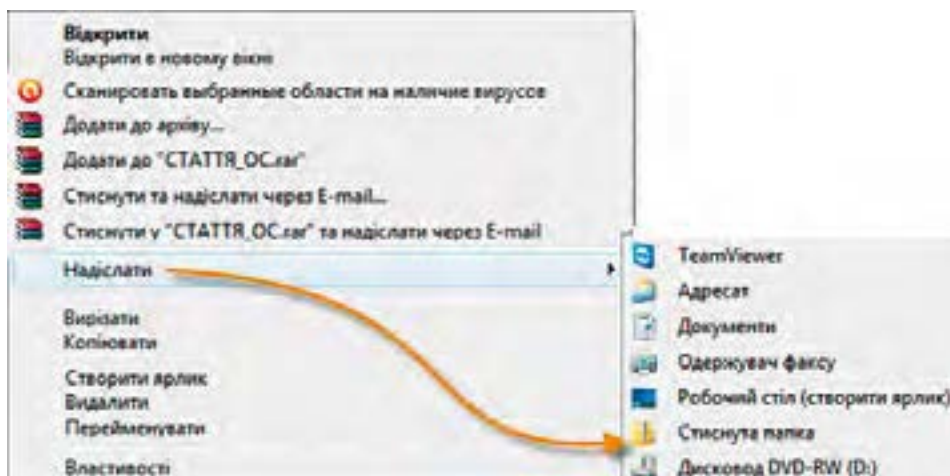 Відкрити
Відкрити в новому вікні
Сканировать выбранные области на наличие вирусов
Додати до архіву...
Додати до "СТАТТЯ_ОС.rar"
Стиснути та надіслати через E-mail...
Стиснути у "СТАТТЯ_ОС.rar" та надіслати через E-mail
Надіслати
Вирізати
Копіювати
Створити ярлик
Видалити
Перейменувати
Властивості
TeamViewer
Адресат
Документи
Одержувач факсу
Робочий стіл (створити ярлик)
Стиснута папка
Дисковод DVD-RW (D:)